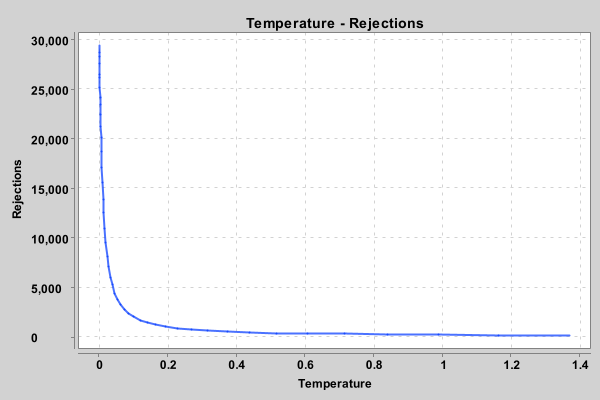 Temperature - Rejections
30,000
25,000
20,000
15,000
10,000
5,000
0
Rejections
0 0.2 0.4 0.6 0.8 1 1.2 1.4
Temperature